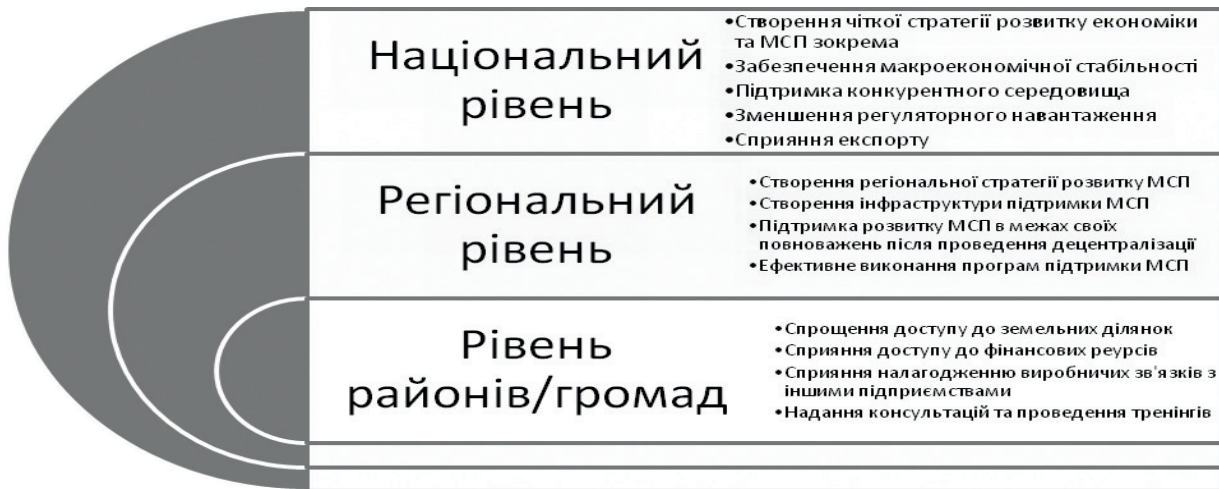 Національний
рівень
•Створення чіткої стратегії розвитку економіки
та МСП зокрема
•Забезпечення макроекономічної стабільності
•Підтримка конкурентного середовища
•Зменшення регуляторного навантаження
•Сприяння експорту
Регіональний
рівень
•Створення регіональної стратегії розвитку МСП
•Створення інфраструктури підтримки МСП
•Підтримка розвитку МСП в межах своїх
повноважень після проведення децентралізації
•Ефективне виконання програм підтримки МСП
Рівень
районів/громад
•Спрощення доступу до земельних ділянок
•Сприяння доступу до фінансових реурсів
•Сприяння налагодженню виробничих зв'язків з
іншими підприємствами
•Надання консультацій та проведення тренінгів